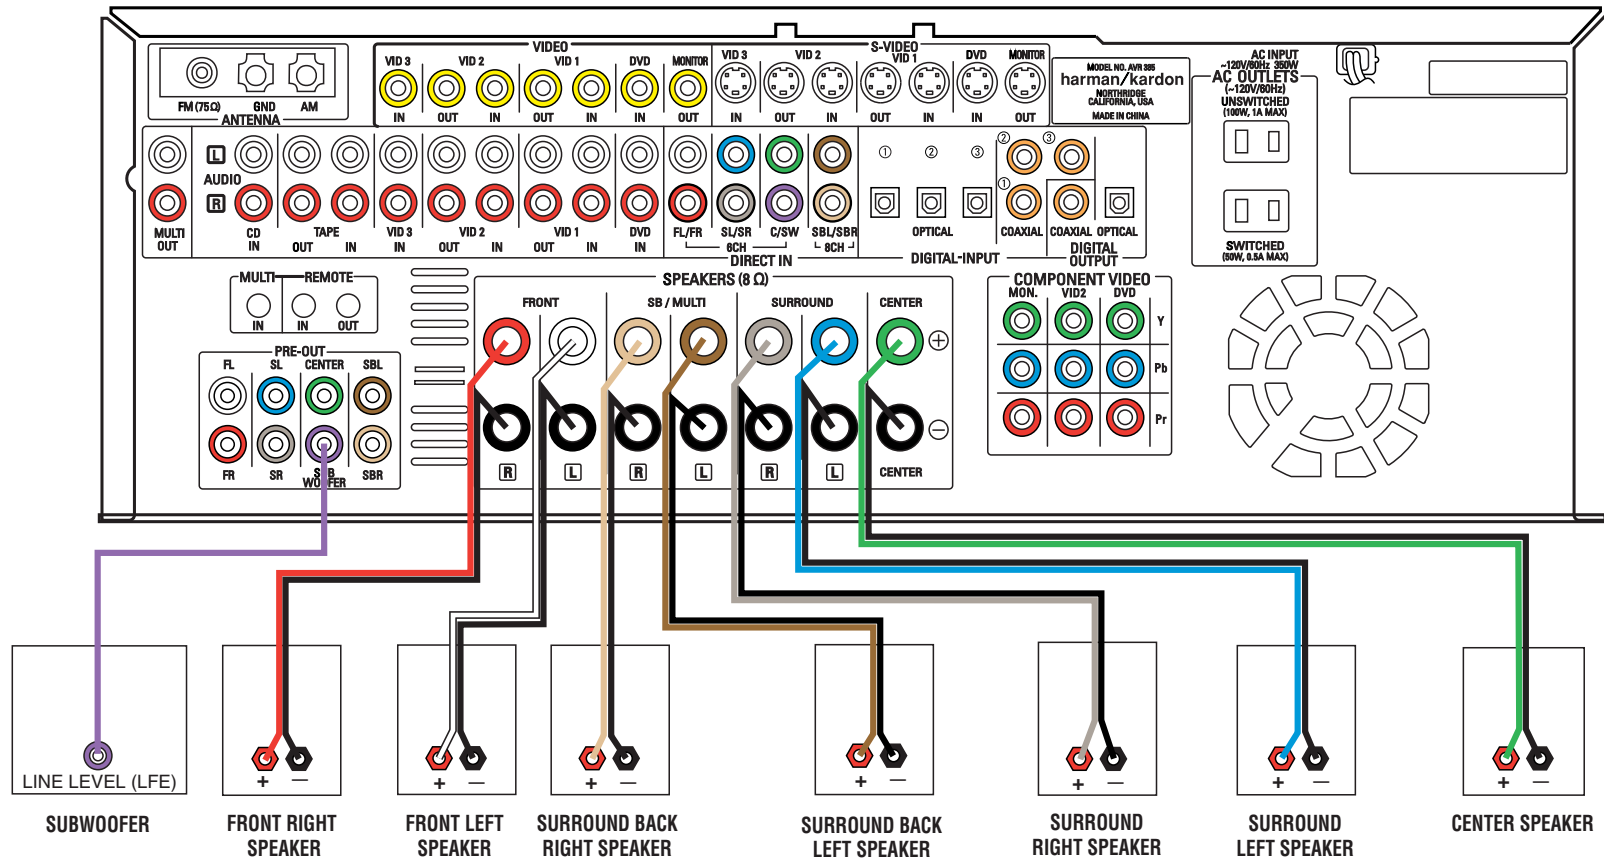 VIDEO
S-VIDEO
VID 3 VID 2 VID 1 DVD MONITOR
VID 3 VID 2 VID 1 DVD MONITOR
IN OUT IN OUT IN IN OUT
IN OUT IN OUT IN IN OUT
FM (75Ω) GND AM
ANTENNA
MODEL NO. AVR 385
harman/kardon
NORTHRIDGE
CALIFORNIA, USA
MADE IN CHINA
AC INPUT
~120V/60Hz 350W
AC OUTLETS
(~120V/60Hz)
UNSWITCHED
(100W, 1A MAX)
SWITCHED
(50W, 0.5A MAX)
L
AUDIO
R
MULTI
OUT
CD
IN
TAPE
OUT IN
VID 3
IN
VID 2
OUT IN
VID 1
OUT IN
DVD
IN
FL/FR SL/SR C/SW SBL/SBR
6CH 8CH
DIRECT IN
① ② ③
OPTICAL
② ③
①
COAXIAL
DIGITAL-INPUT
COAXIAL OPTICAL
DIGITAL
OUTPUT
MULTI REMOTE
IN IN OUT
PRE-OUT
FL SL CENTER SBL
FR SR SUB
WOOFER SBR
SPEAKERS (8 Ω)
FRONT SB / MULTI SURROUND CENTER
+
−
R L R L R L CENTER
COMPONENT VIDEO
MON. VID2 DVD
Y
Pb
Pr
LINE LEVEL (LFE)
+ — + — + — + — + — + — + —
SUBWOOFER
FRONT RIGHT
SPEAKER
FRONT LEFT
SPEAKER
SURROUND BACK
RIGHT SPEAKER
SURROUND BACK
LEFT SPEAKER
SURROUND
RIGHT SPEAKER
SURROUND
LEFT SPEAKER
CENTER SPEAKER